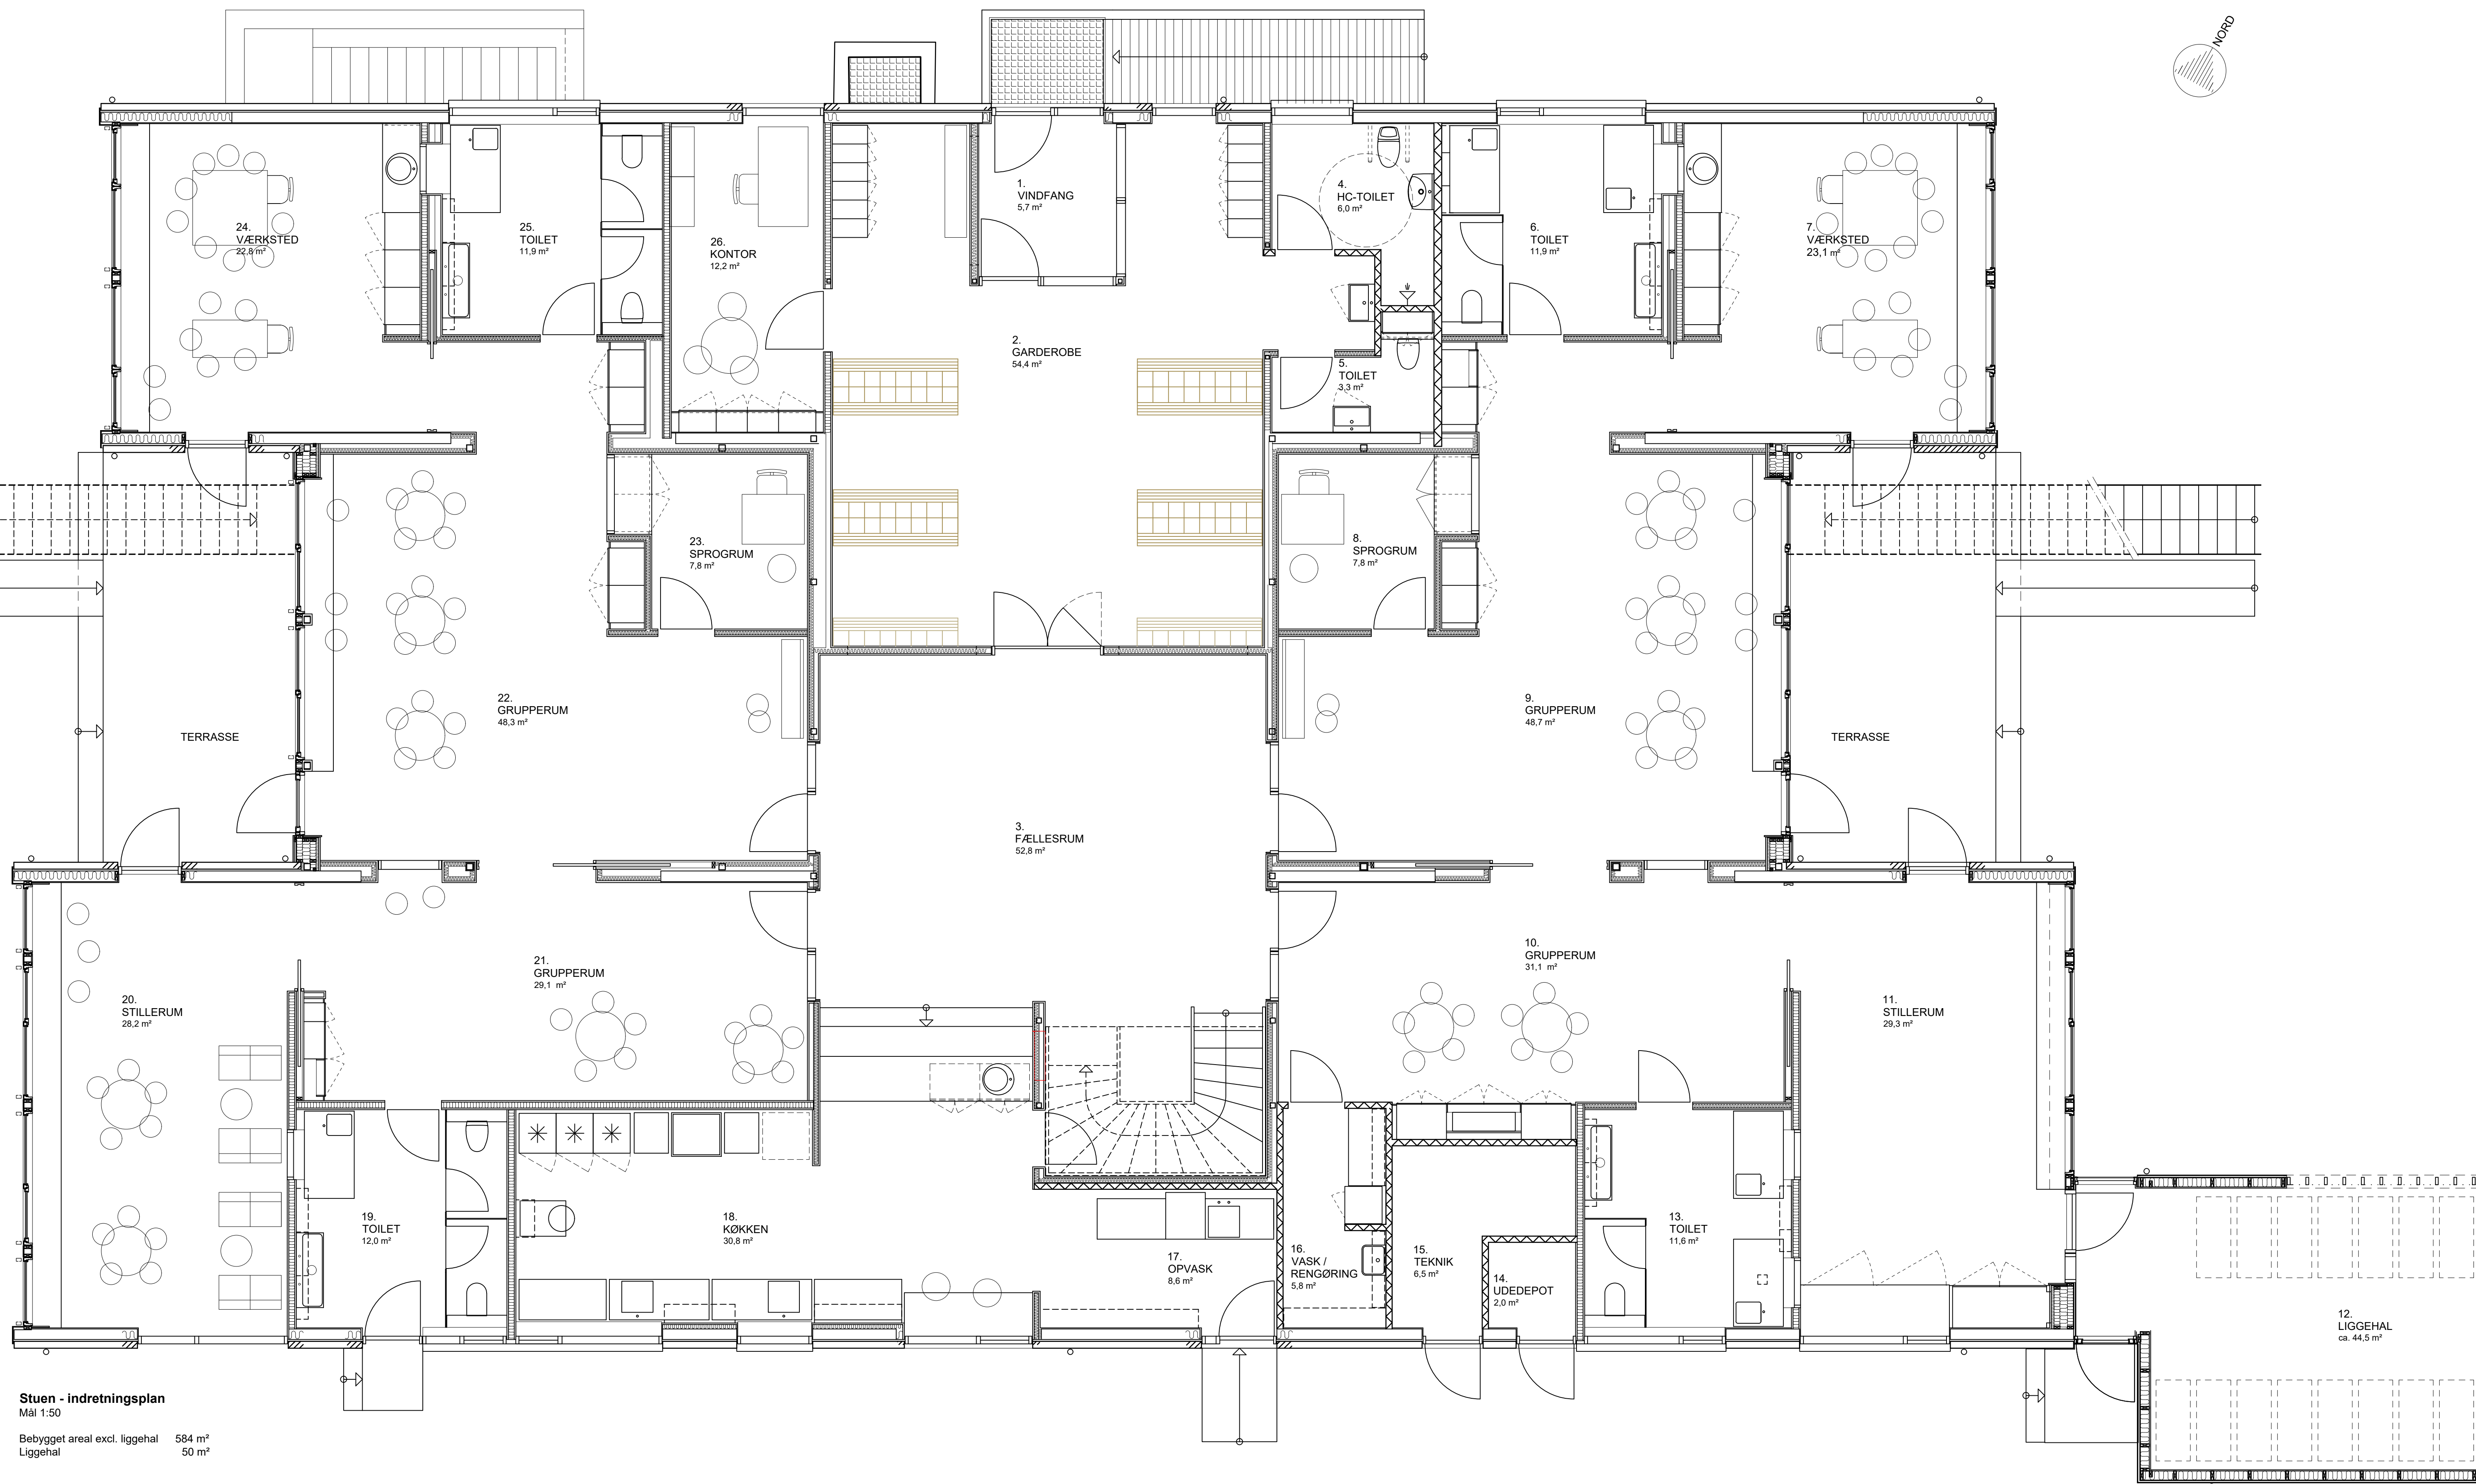 NORD
1.
VINDFANG
5,7 m²
2.
GARDEROBE
54,4 m²
3.
FÆLLESRUM
52,8 m²
4.
HC-TOILET
6,0 m²
5.
TOILET
3,3 m²
6.
TOILET
11,9 m²
7.
VÆRKSTED
23,1 m²
8.
SPROGRUM
7,8 m²
9.
GRUPPERUM
48,7 m²
TERRASSE
10.
GRUPPERUM
31,1 m²
11.
STILLERUM
29,3 m²
12.
LIGGEHAL
ca. 44,5 m²
13.
TOILET
11,6 m²
14.
UDEDEPOT
2,0 m²
15.
TEKNIK
6,5 m²
16.
VASK /
RENGØRING
5,8 m²
17.
OPVASK
8,6 m²
18.
KØKKEN
30,8 m²
19.
TOILET
12,0 m²
20.
STILLERUM
28,2 m²
21.
GRUPPERUM
29,1 m²
22.
GRUPPERUM
48,3 m²
TERRASSE
23.
SPROGRUM
7,8 m²
24.
VÆRKSTED
22,8 m²
25.
TOILET
11,9 m²
26.
KONTOR
12,2 m²
Stuen - indretningsplan
Mål 1:50
Bebygget areal excl. liggehal 584 m²
Liggehal 50 m²